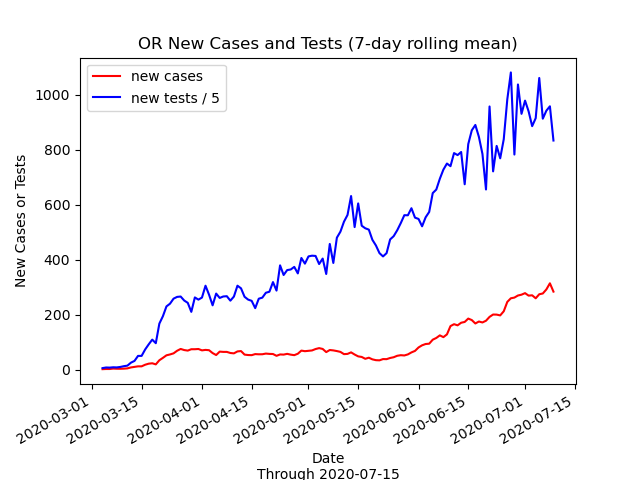 OR New Cases and Tests (7-day rolling mean)
new cases
new tests / 5
New Cases or Tests
1000
800
600
400
200
0
2020-03-01
2020-03-15
2020-04-01
2020-04-15
2020-05-01
2020-05-15
2020-06-01
2020-06-15
2020-07-01
2020-07-15
Date
Through 2020-07-15